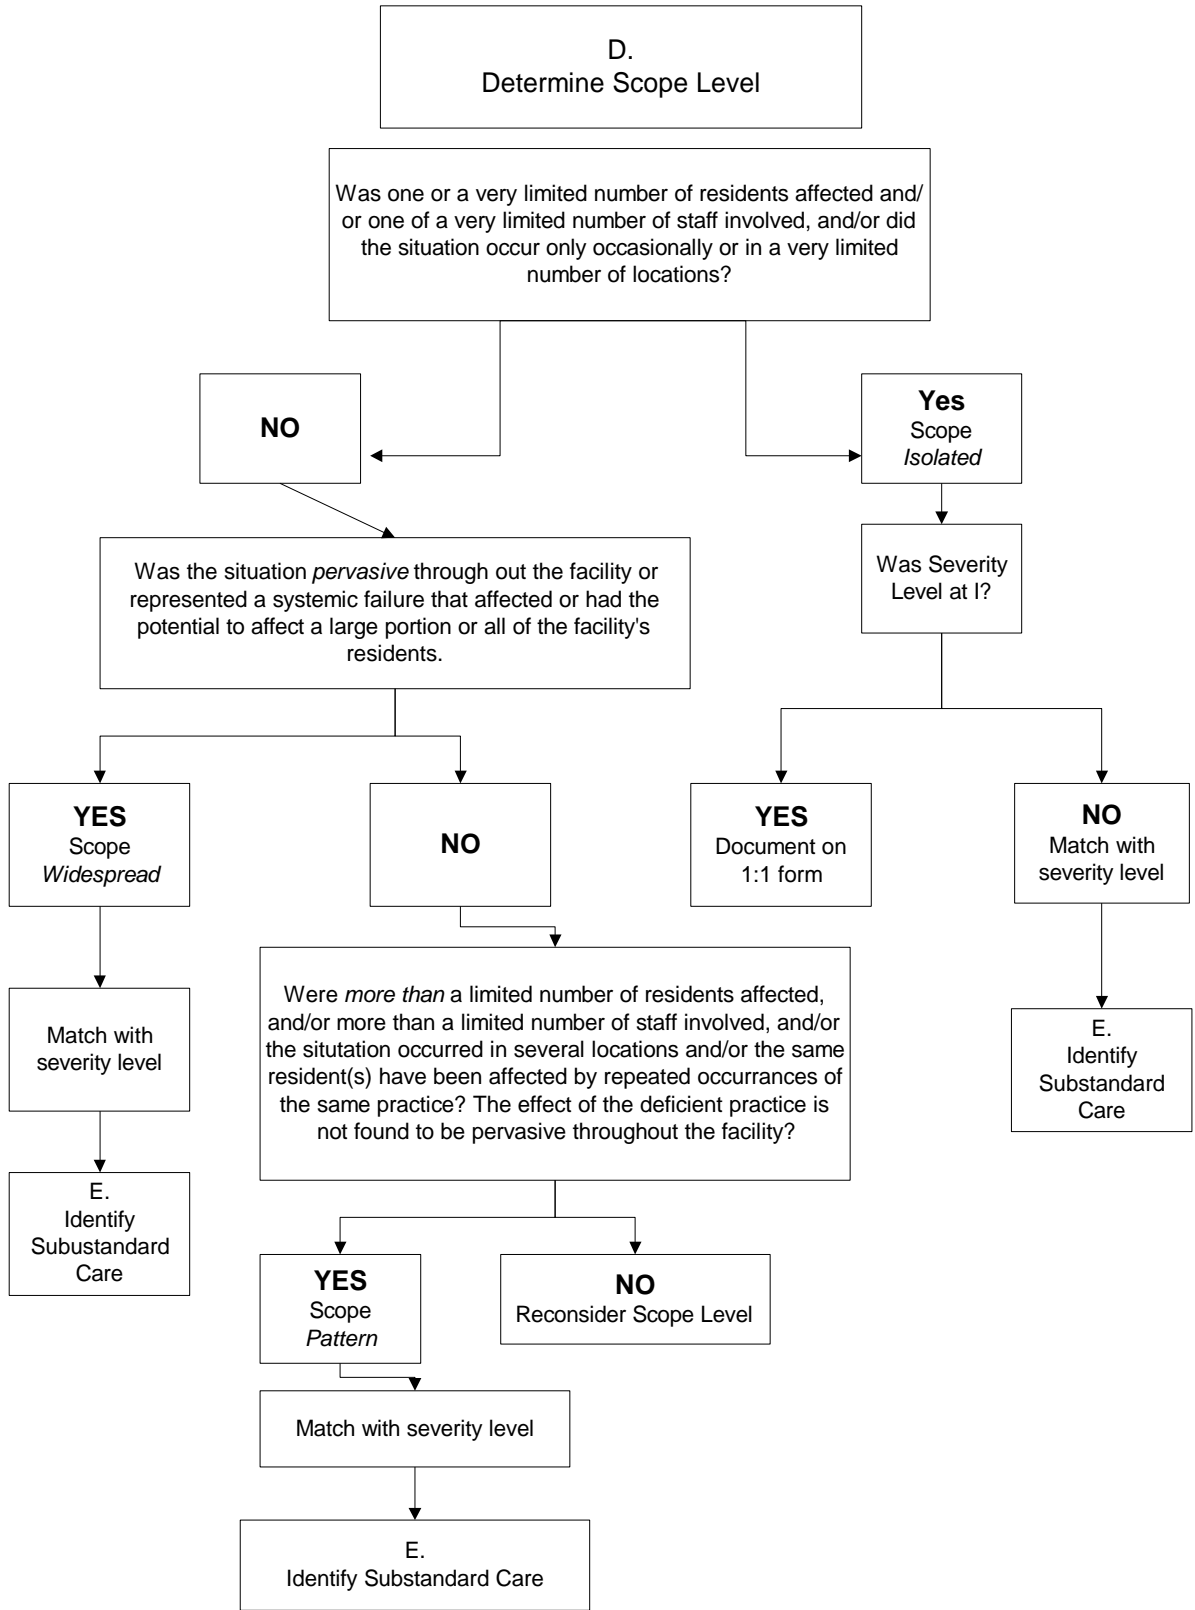 D.
Determine Scope Level
Was one or a very limited number of residents affected and/
or one of a very limited number of staff involved, and/or did
the situation occur only occasionally or in a very limited
number of locations?
NO
Yes
Scope
Isolated
Was the situation pervasive through out the facility or
represented a systemic failure that affected or had the
potential to affect a large portion or all of the facility's
residents.
Was Severity
Level at I?
YES
Scope
Widespread
NO
YES
Document on
1:1 form
NO
Match with
severity level
Match with
severity level
Were more than a limited number of residents affected,
and/or more than a limited number of staff involved, and/or
the situtation occurred in several locations and/or the same
resident(s) have been affected by repeated occurrances of
the same practice? The effect of the deficient practice is
not found to be pervasive throughout the facility?
E.
Identify
Substandard
Care
E.
Identify
Subustandard
Care
YES
Scope
Pattern
NO
Reconsider Scope Level
Match with severity level
E.
Identify Substandard Care